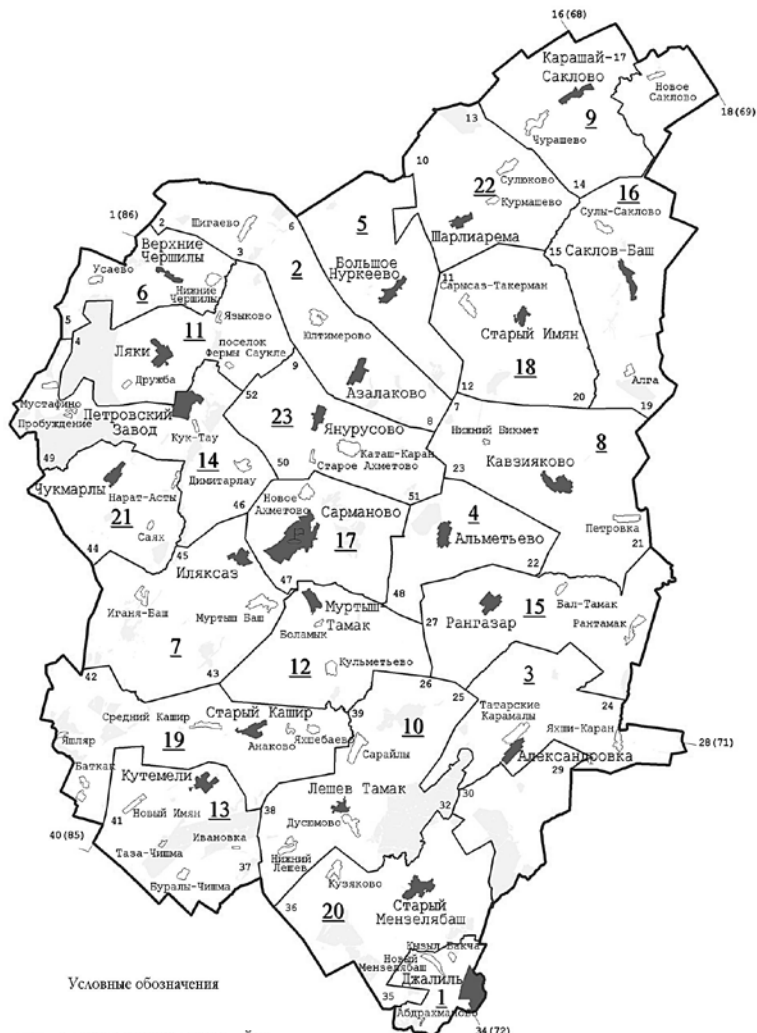 16 (68)
Карашай-17
Саклово
Новое
Саклово
18 (69)
9
Чурашево
13
10
14
22
Сулюково
Курмашево
Шарлиарема
16
Сулы-Саклово
Саклов-Баш
15
1 (86)
2
Шигаево
6
5
Большое
Нуркеево
3
2
Верхние
Чершилы
Усаево
Нижние
Чершилы
6
5
4
11
Сарысаз-Такерман
Старый Имян
18
Языково
Юлтимерово
11
Ляки
поселок
Фермы Саукле
Дружба
Азалаково
9
12
20
Алга
19
Мустафино
Пробуждение
Петровский
Завод
52
23
Янурусово
8
7
Нижний Бикмет
8
Кавзияково
Кук-Тау
14
Димитарлау
Каташ-Каран
Старое Ахметово
50
23
49
Чукмарлы
Нарат-Асты
21
Саях
46
Новое
Ахметово
Сарманово
17
51
4
Альметьево
Петровка
22
21
44
45
Иляксаз
47
48
Иганя-Баш
Муртыш Баш
7
Муртыш
Тамак
Боламык
27
Рангазар
15
Бал-Тамак
Рантамак
12
Кульметьево
3
42
43
26
25
24
Средний Кашир
Старый Кашир
39
10
Татарские
Карамалы
Яхши-Каран
Яшляр
19
Анаково
Яхшебаево
Сарайлы
Александровка
28 (71)
29
Баткак
Кутемели
Лешев Тамак
30
32
41
Новый Имян
13
38
Дусюмово
40 (85)
Таза-Чишма
Ивановка
37
Нижний
Лешев
Буралы-Чишма
36
Кузяково
20
Старый
Мензелябаш
Кызыл Бакча
Новый
Мензелябаш
Джалиль
35
1
Абдрахманово
34 (72)
Условные обозначения